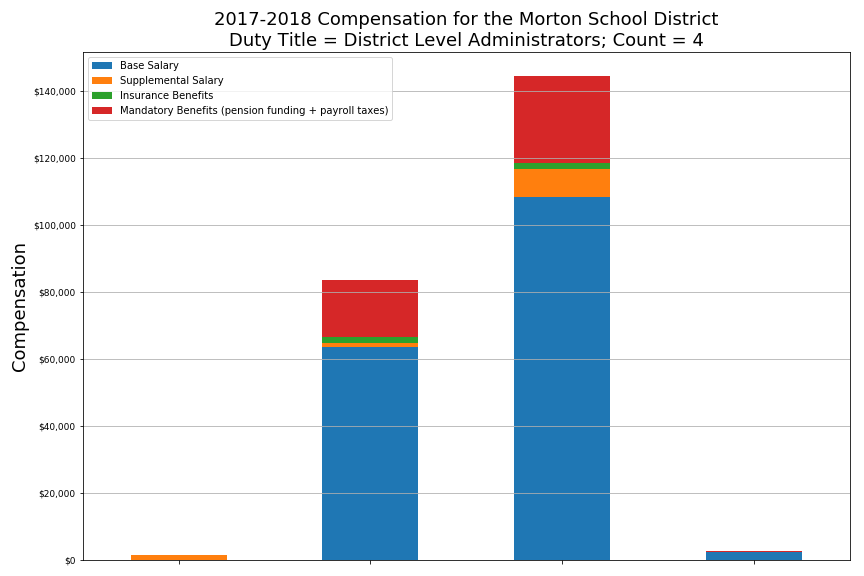 2017-2018 Compensation for the Morton School District
Duty Title = District Level Administrators; Count = 4
Base Salary
Supplemental Salary
Insurance Benefits
Mandatory Benefits (pension funding + payroll taxes)
$140,000
$120,000
$100,000
$80,000
$60,000
$40,000
$20,000
$0
Compensation